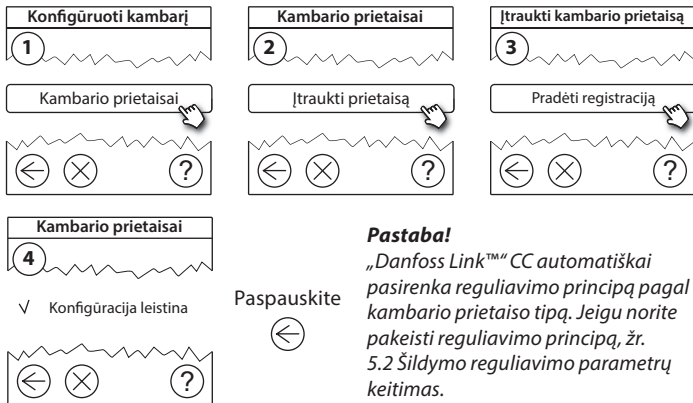 Konfigūruoti kambarį
1
Kambario prietaisai
?
Kambario prietaisai
2
Įtraukti prietaisą
?
Įtraukti kambario prietaisą
3
Pradėti registraciją
?
Kambario prietaisai
4
√ Konfigūracija leistina
?
Paspauskite
Pastaba!
„Danfoss Link™“ CC automatiškai
pasirenka reguliavimo principą pagal
kambario prietaiso tipą. Jeigu norite
pakeisti reguliavimo principą, žr.
5.2 Šildymo reguliavimo parametrų
keitimas.